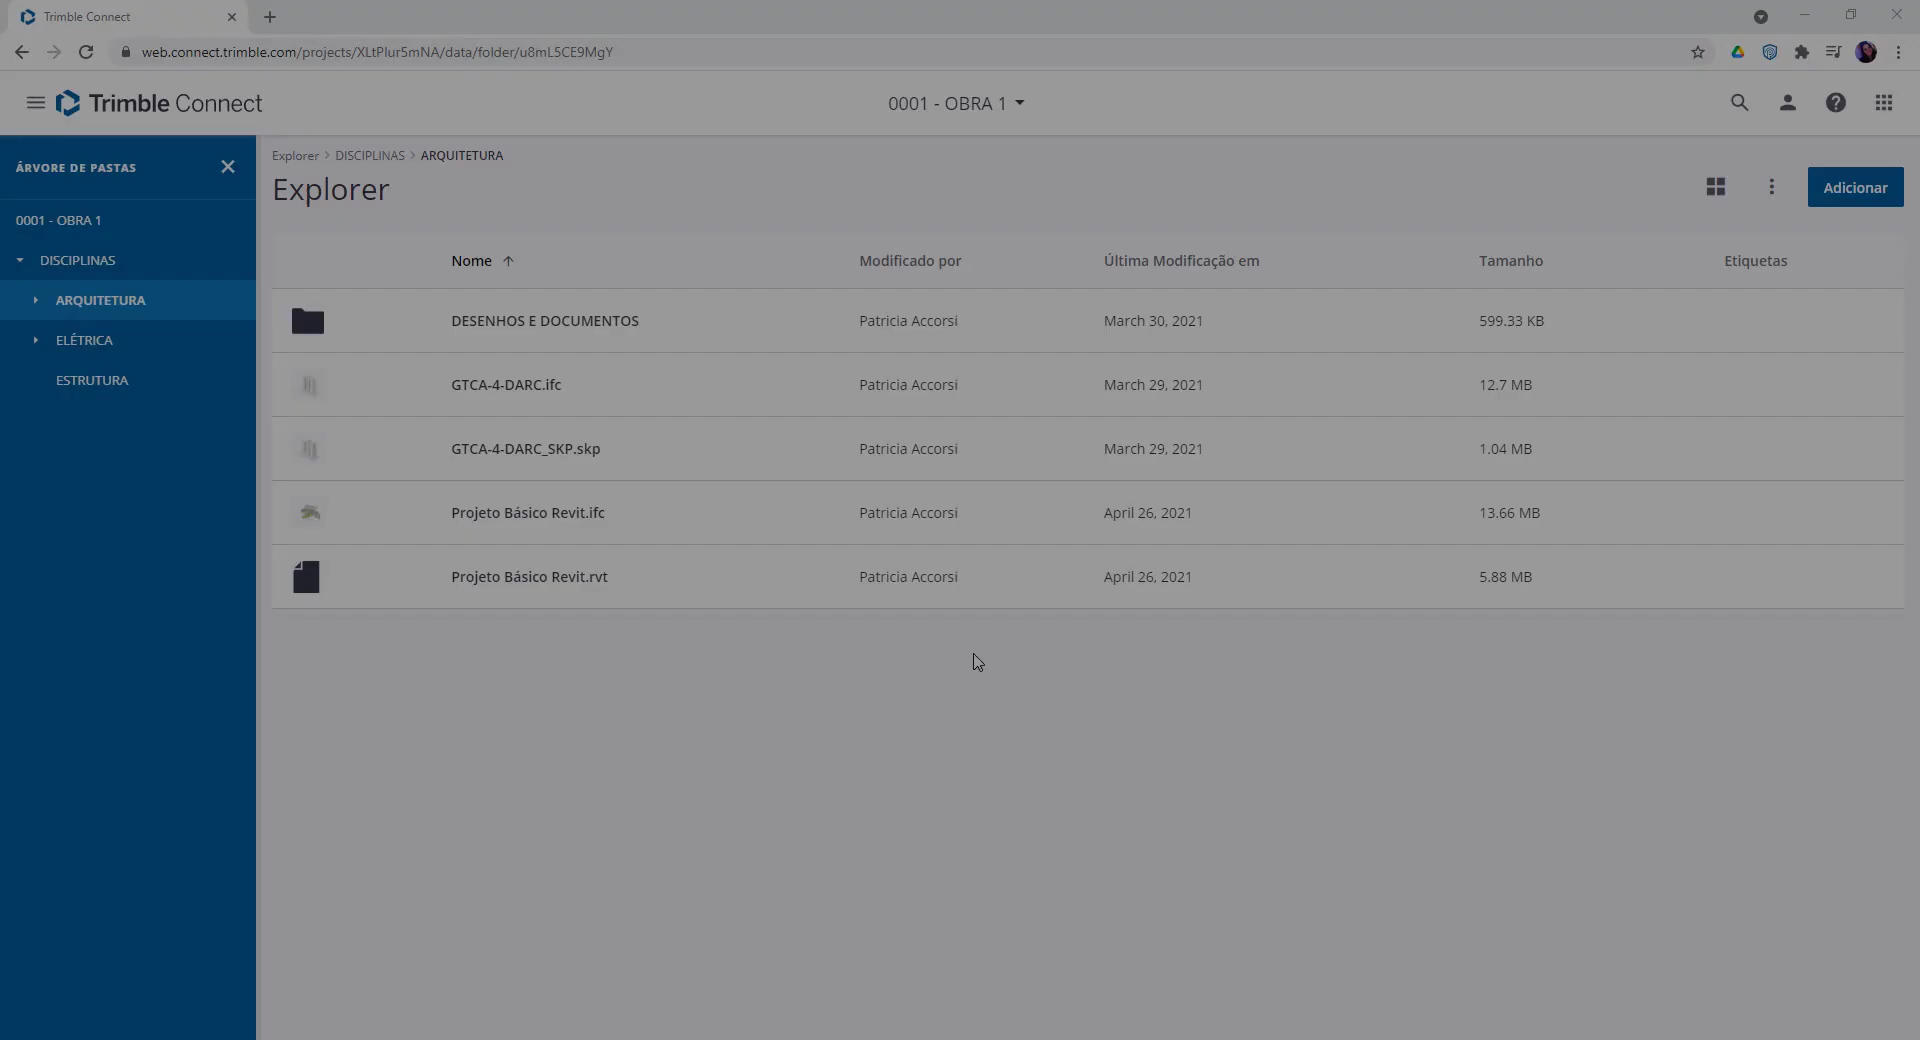 Trimble Connect
web.connect.trimble.com/projects/XLtPlur5mNA/data/folder/u8mL5CE9MgY
Trimble Connect
0001 - OBRA 1
ÁRVORE DE PASTAS
0001 - OBRA 1
DISCIPLINAS
ARQUITETURA
ELÉTRICA
ESTRUTURA
Explorer > DISCIPLINAS > ARQUITETURA
Explorer
Adicionar
Nome Modificado por Última Modificação em Tamanho Etiquetas
DESENHOS E DOCUMENTOS Patricia Accorsi March 30, 2021 599.33 KB
GTCA-4-DARC.ifc Patricia Accorsi March 29, 2021 12.7 MB
GTCA-4-DARC_SKP.skp Patricia Accorsi March 29, 2021 1.04 MB
Projeto Básico Revit.ifc Patricia Accorsi April 26, 2021 13.66 MB
Projeto Básico Revit.rvt Patricia Accorsi April 26, 2021 5.88 MB